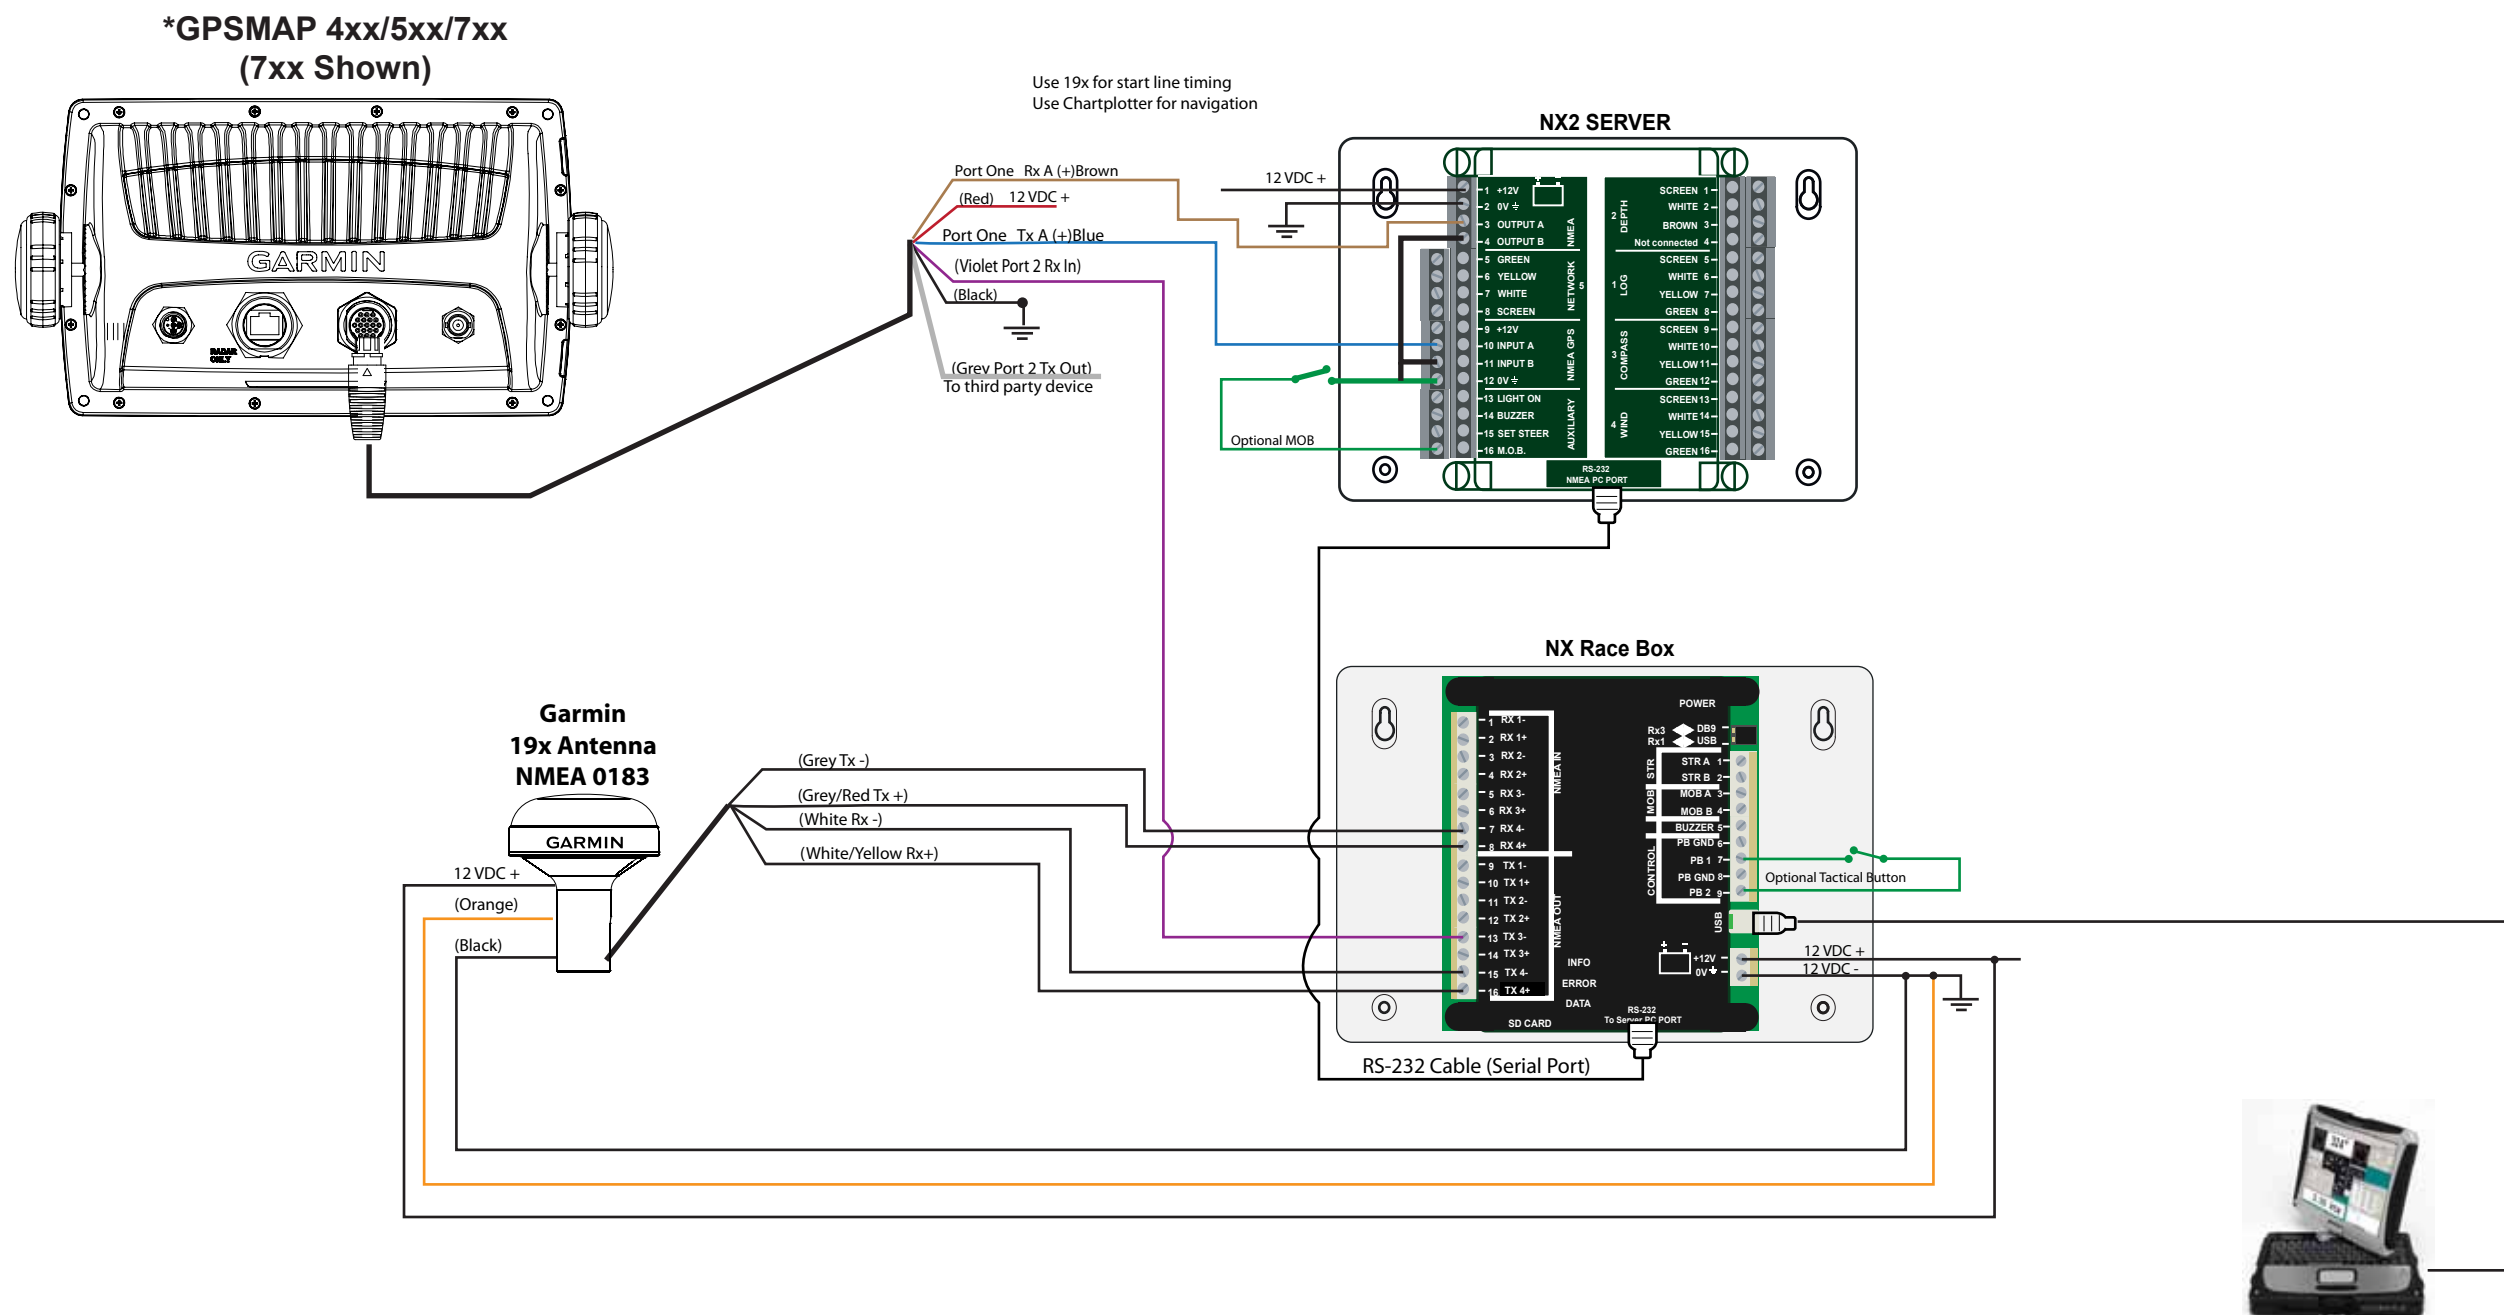 *GPSMAP 4xx/5xx/7xx
(7xx Shown)
GARMIN
RADAR
ONLY
Use 19x for start line timing
Use Chartplotter for navigation
Port One Rx A (+)Brown
(Red) 12 VDC +
Port One Tx A (+)Blue
(Violet Port 2 Rx In)
(Black)
(Grey Port 2 Tx Out)
To third party device
12 VDC +
Optional MOB
NX2 SERVER
1 +12V
2 0V
3 OUTPUT A
4 OUTPUT B
NMEA
5 GREEN
6 YELLOW
7 WHITE
8 SCREEN
NETWORK
5
9 +12V
10 INPUT A
11 INPUT B
12 0V
NMEA GPS
13 LIGHT ON
14 BUZZER
15 SET STEER
16 M.O.B.
AUXILIARY
SCREEN 1
WHITE 2
BROWN 3
Not connected 4
2
DEPTH
SCREEN 5
WHITE 6
YELLOW 7
GREEN 8
1
LOG
SCREEN 9
WHITE 10
YELLOW 11
GREEN 12
3
COMPASS
SCREEN 13
WHITE 14
YELLOW 15
GREEN 16
4
WIND
RS-232
NMEA PC PORT
NX Race Box
1 RX 1-
2 RX 1+
3 RX 2-
4 RX 2+
5 RX 3-
6 RX 3+
7 RX 4-
8 RX 4+
NMEA IN
9 TX 1-
10 TX 1+
11 TX 2-
12 TX 2+
13 TX 3-
14 TX 3+
15 TX 4-
16 TX 4+
NMEA OUT
POWER
Rx3 DB9
Rx1 USB
STR A 1
STR B 2
STR
MOB A 3
MOB B 4
MOB
BUZZER 5
PB GND 6
PB 1 7
PB GND 8
PB 2 9
CONTROL
USB
+ -
+12V
0V
INFO
ERROR
DATA
SD CARD
RS-232
To Server PC PORT
Optional Tactical Button
12 VDC +
12 VDC -
RS-232 Cable (Serial Port)
Garmin
19x Antenna
NMEA 0183
GARMIN
12 VDC +
(Orange)
(Black)
(Grey Tx -)
(Grey/Red Tx +)
(White Rx -)
(White/Yellow Rx+)